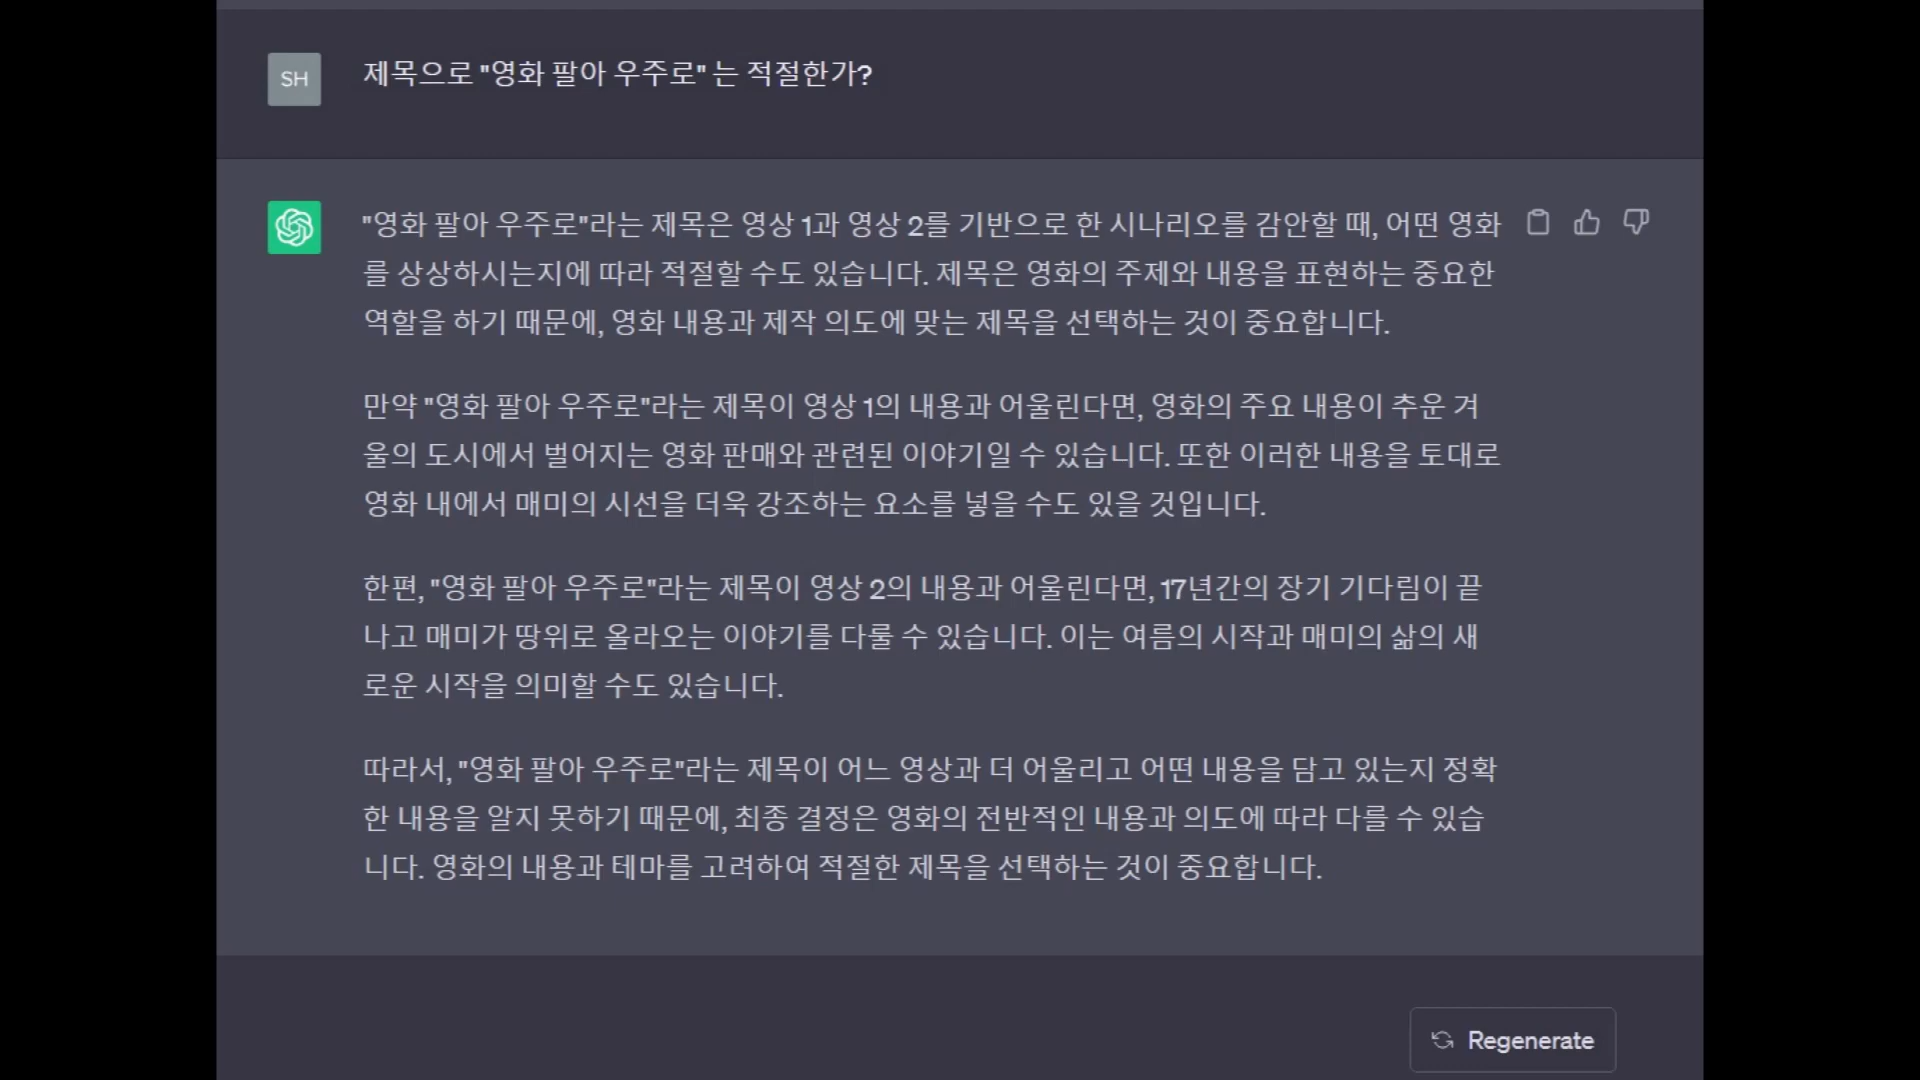 SH
제목으로 "영화 팔아 우주로" 는 적절한가?
"영화 팔아 우주로"라는 제목은 영상 1과 영상 2를 기반으로 한 시나리오를 감안할 때, 어떤 영화
를 상상하시는지에 따라 적절할 수도 있습니다. 제목은 영화의 주제와 내용을 표현하는 중요한
역할을 하기 때문에, 영화 내용과 제작 의도에 맞는 제목을 선택하는 것이 중요합니다.
만약 "영화 팔아 우주로"라는 제목이 영상 1의 내용과 어울린다면, 영화의 주요 내용이 추운 겨
울의 도시에서 벌어지는 영화 판매와 관련된 이야기일 수 있습니다. 또한 이러한 내용을 토대로
영화 내에서 매미의 시선을 더욱 강조하는 요소를 넣을 수도 있을 것입니다.
한편, "영화 팔아 우주로"라는 제목이 영상 2의 내용과 어울린다면, 17년간의 장기 기다림이 끝
나고 매미가 땅위로 올라오는 이야기를 다룰 수 있습니다. 이는 여름의 시작과 매미의 삶의 새
로운 시작을 의미할 수도 있습니다.
따라서, "영화 팔아 우주로"라는 제목이 어느 영상과 더 어울리고 어떤 내용을 담고 있는지 정확
한 내용을 알지 못하기 때문에, 최종 결정은 영화의 전반적인 내용과 의도에 따라 다를 수 있습
니다. 영화의 내용과 테마를 고려하여 적절한 제목을 선택하는 것이 중요합니다.
Regenerate